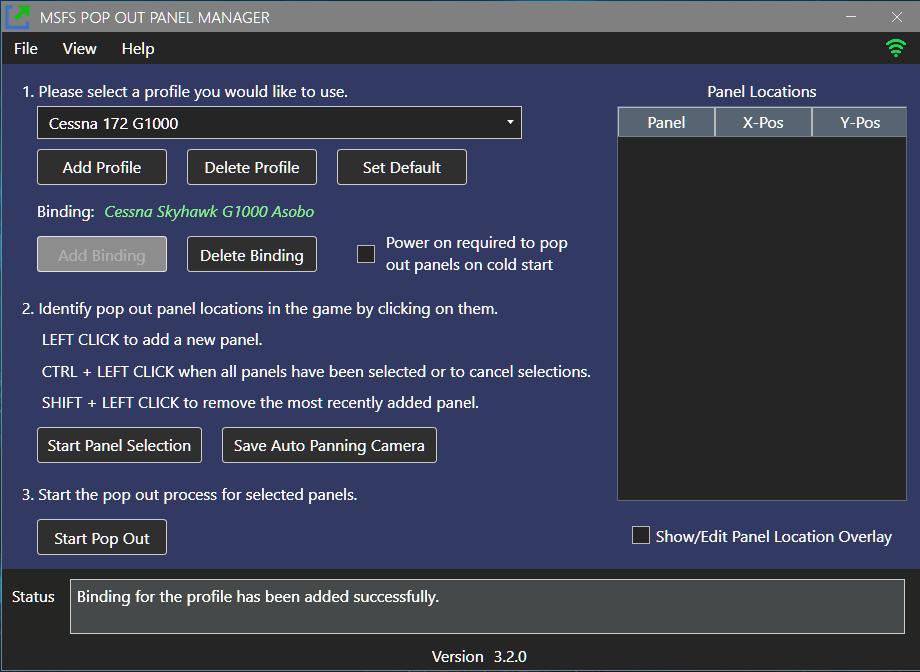 MSFS POP OUT PANEL MANAGER
File View Help
1. Please select a profile you would like to use.
Cessna 172 G1000
Add Profile Delete Profile Set Default
Binding: Cessna Skyhawk G1000 Asobo
Add Binding Delete Binding
Power on required to pop
out panels on cold start
2. Identify pop out panel locations in the game by clicking on them.
LEFT CLICK to add a new panel.
CTRL + LEFT CLICK when all panels have been selected or to cancel selections.
SHIFT + LEFT CLICK to remove the most recently added panel.
Start Panel Selection Save Auto Panning Camera
3. Start the pop out process for selected panels.
Start Pop Out
Panel Locations
Panel X-Pos Y-Pos
Show/Edit Panel Location Overlay
Status Binding for the profile has been added successfully.
Version 3.2.0